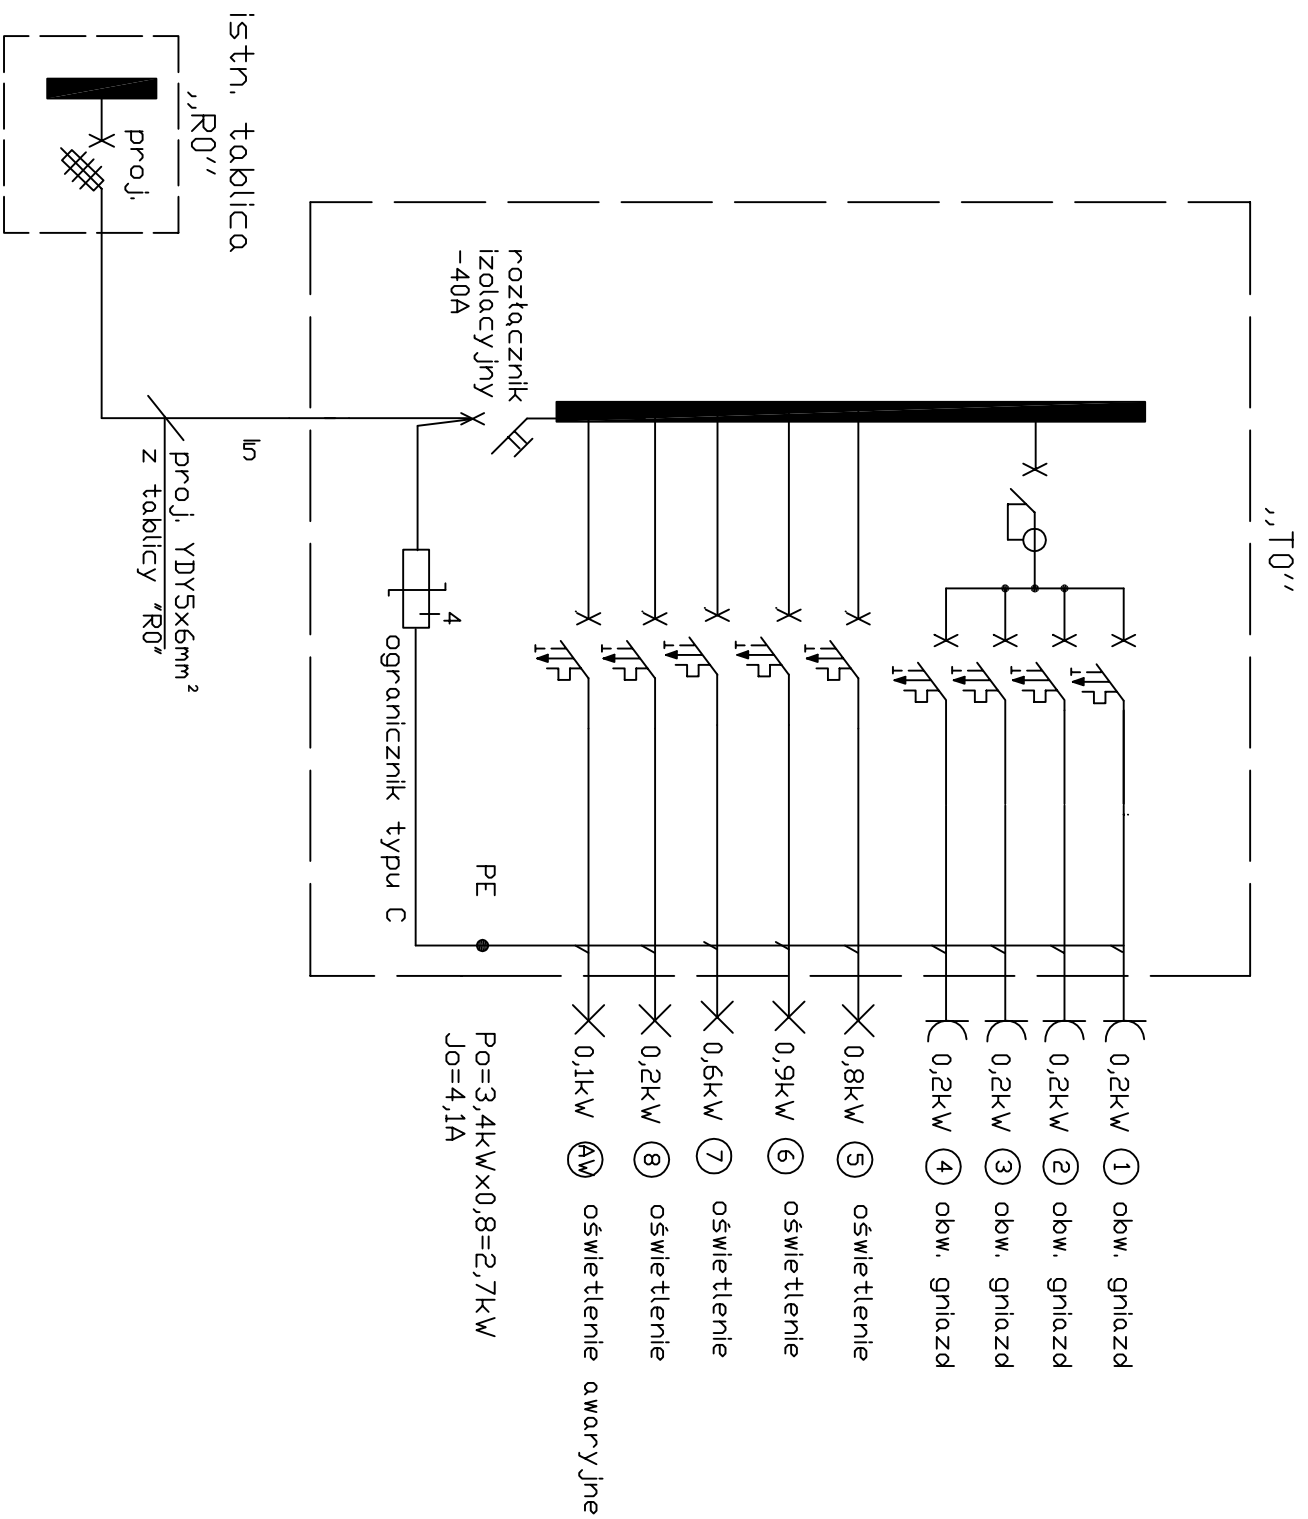 ,,T0''
istn. tablica
,,R0''
proj.
rozłącznik
izolacyjny
-40A
5
proj. YDY5x6mm²
z tablicy "R0"
4
ogranicznik typu C
PE
0,2kW 1 obw. gniazd
0,2kW 2 obw. gniazd
0,2kW 3 obw. gniazd
0,2kW 4 obw. gniazd
0,8kW 5 oświetlenie
0,9kW 6 oświetlenie
0,6kW 7 oświetlenie
0,2kW 8 oświetlenie
0,1kW AW oświetlenie awaryjne
Po=3,4kWx0,8=2,7kW
Jo=4,1A